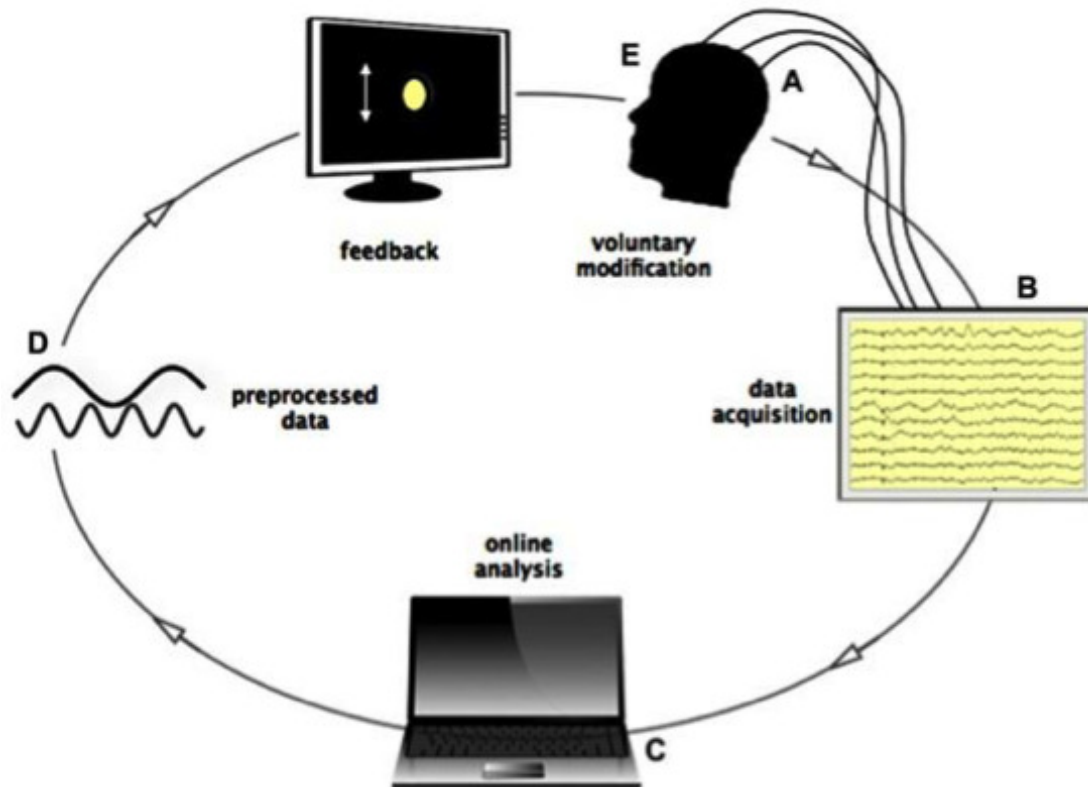 E
A
feedback
voluntary
modification
B
D
preprocessed
data
data
acquisition
online
analysis
C